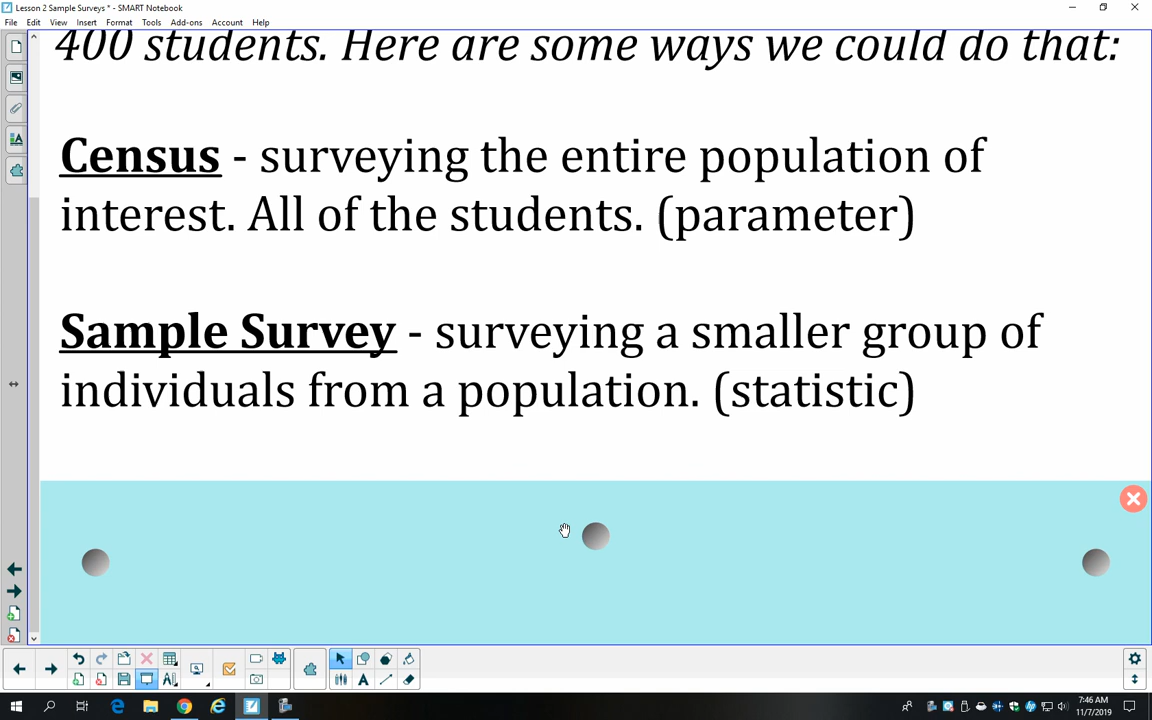 Lesson 2 Sample Surveys * - SMART Notebook
File Edit View Insert Format Tools Add-ons Account Help
400 students. Here are some ways we could do that:
Census - surveying the entire population of
interest. All of the students. (parameter)
Sample Survey - surveying a smaller group of
individuals from a population. (statistic)
7:46 AM
11/7/2019